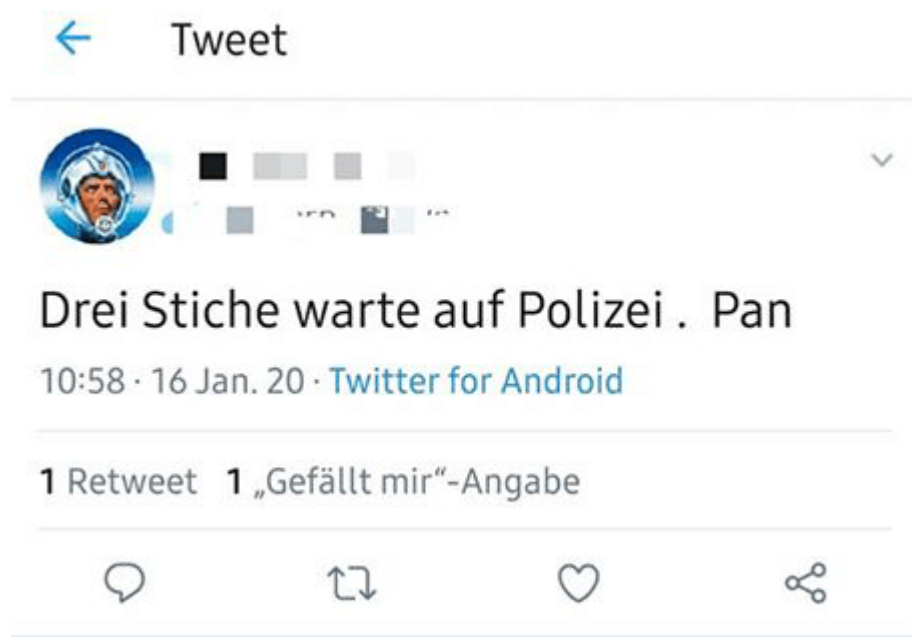 Tweet
Drei Stiche warte auf Polizei . Pan
10:58 · 16 Jan. 20 · Twitter for Android
1 Retweet 1 „Gefällt mir“-Angabe